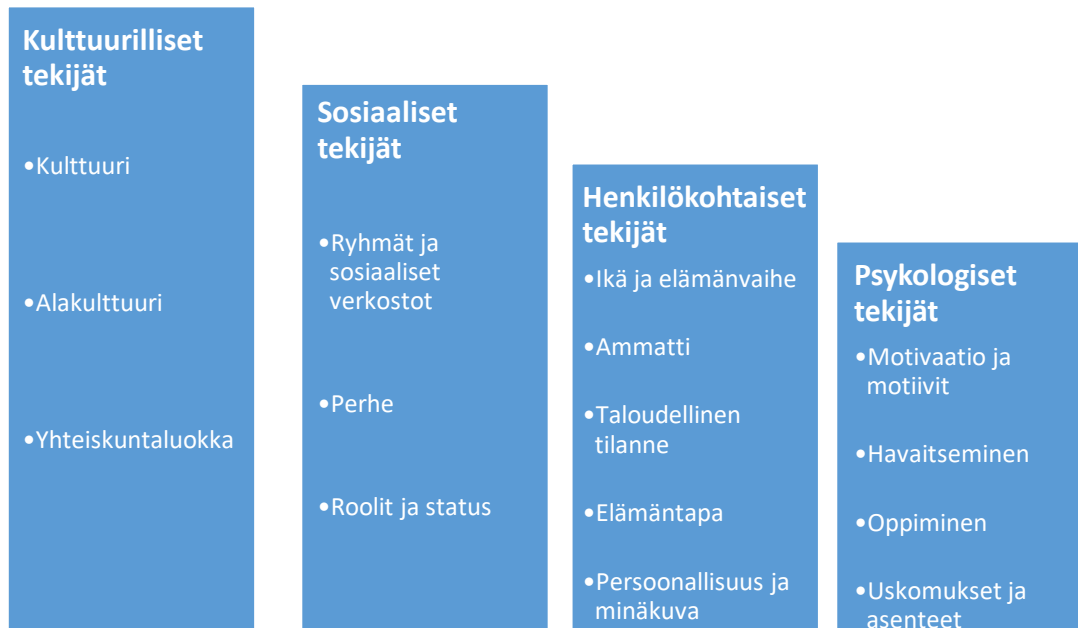 Kulttuurilliset
tekijät
•Kulttuuri
•Alakulttuuri
•Yhteiskuntaluokka
Sosiaaliset
tekijät
•Ryhmät ja
sosiaaliset
verkostot
•Perhe
•Roolit ja status
Henkilökohtaiset
tekijät
•Ikä ja elämänvaihe
•Ammatti
•Taloudellinen
tilanne
•Elämäntapa
•Persoonallisuus ja
minäkuva
Psykologiset
tekijät
•Motivaatio ja
motiivit
•Havaitseminen
•Oppiminen
•Uskomukset ja
asenteet